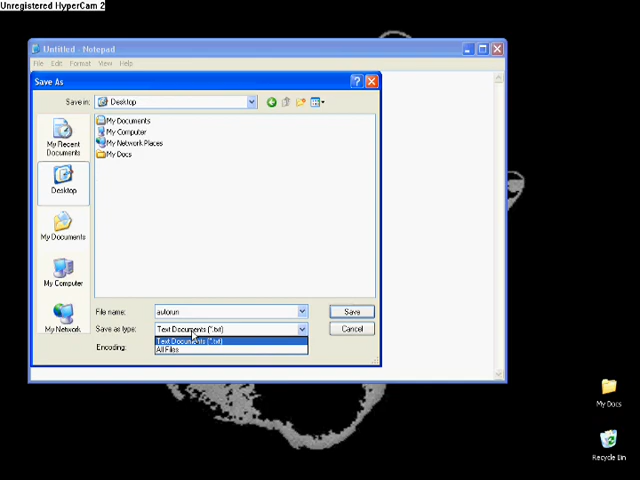 Unregistered HyperCam 2
Untitled - Notepad
File Edit Format View Help
Save As
Save in: Desktop
My Recent Documents
Desktop
My Documents
My Computer
My Network
My Documents
My Computer
My Network Places
My Docs
File name: autorun
Save
Save as type: Text Documents (*.txt)
Cancel
Text Documents (*.txt)
All Files
Encoding:
My Docs
Recycle Bin